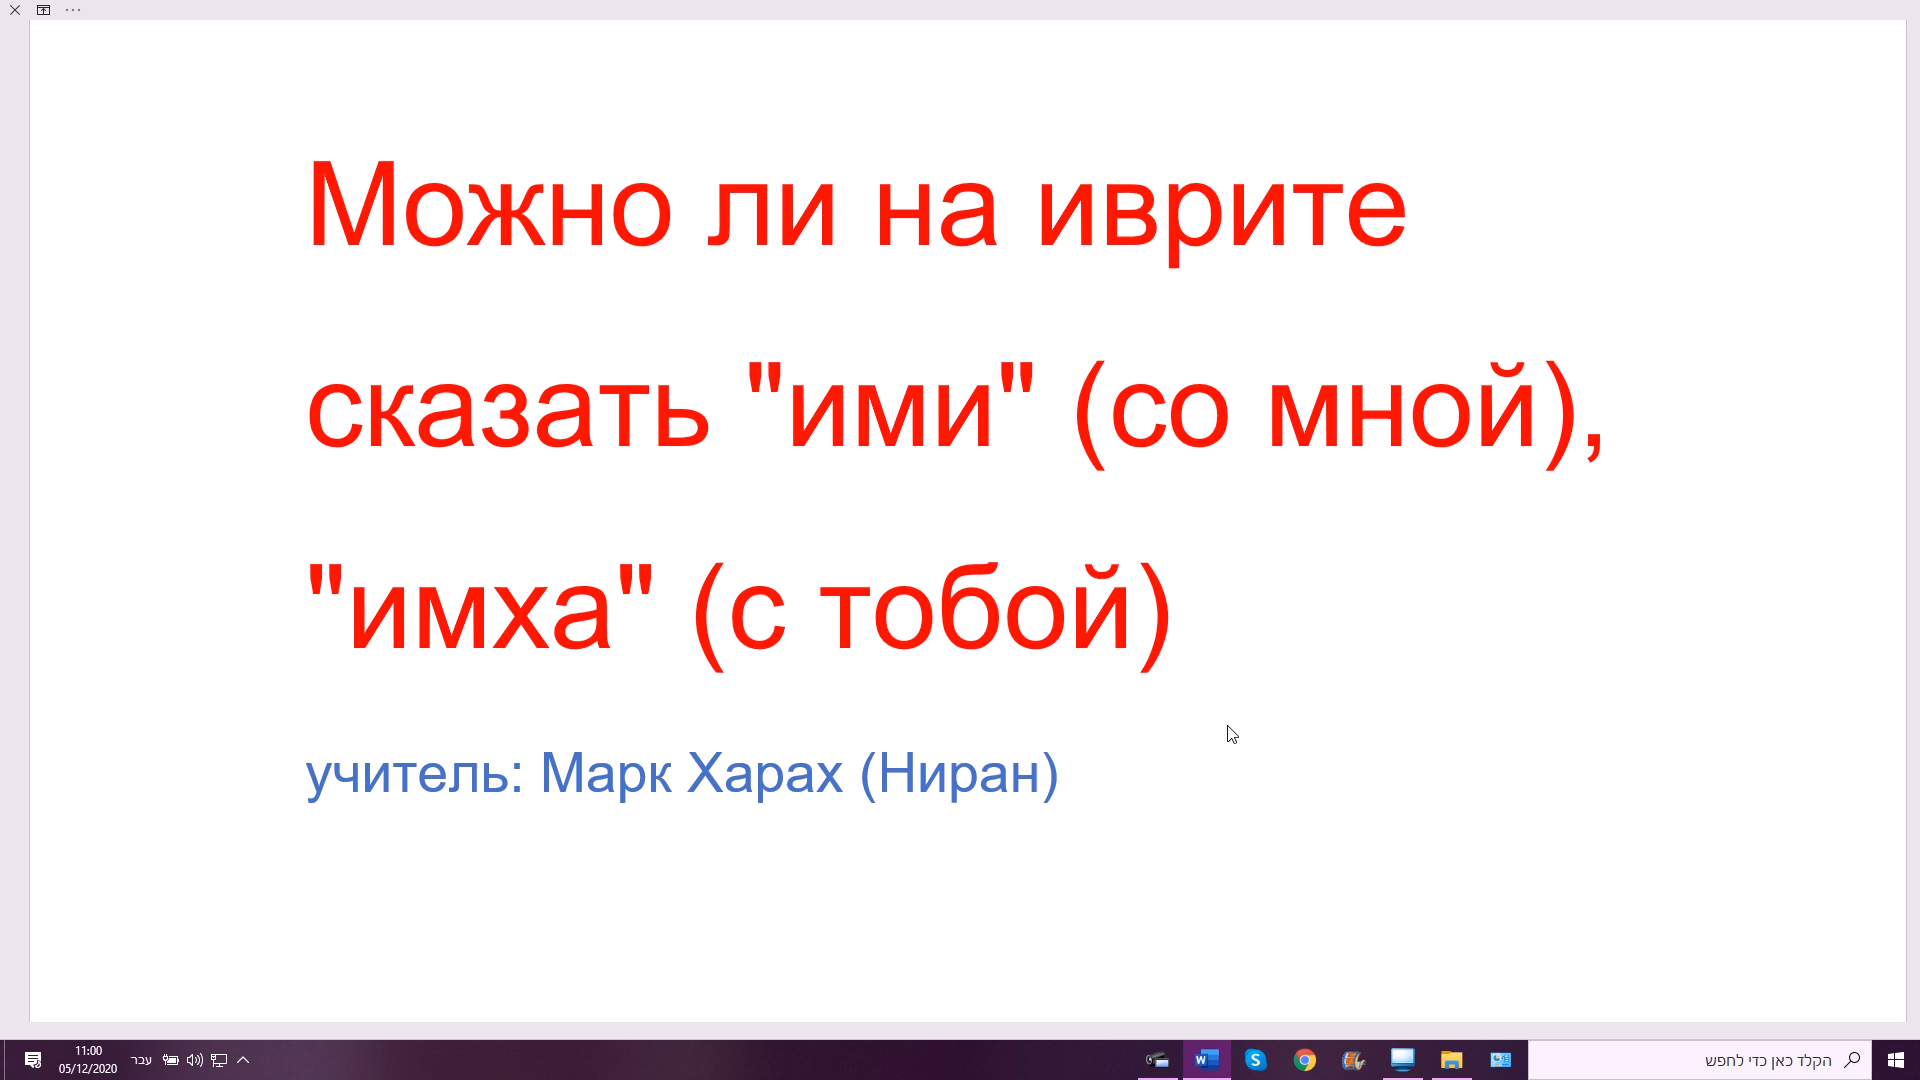 Можно ли на иврите
сказать "ими" (со мной),
"имха" (с тобой)
учитель: Марк Харах (Ниран)
11:00
05/12/2020
עבר
הקלד כאן כדי לחפש